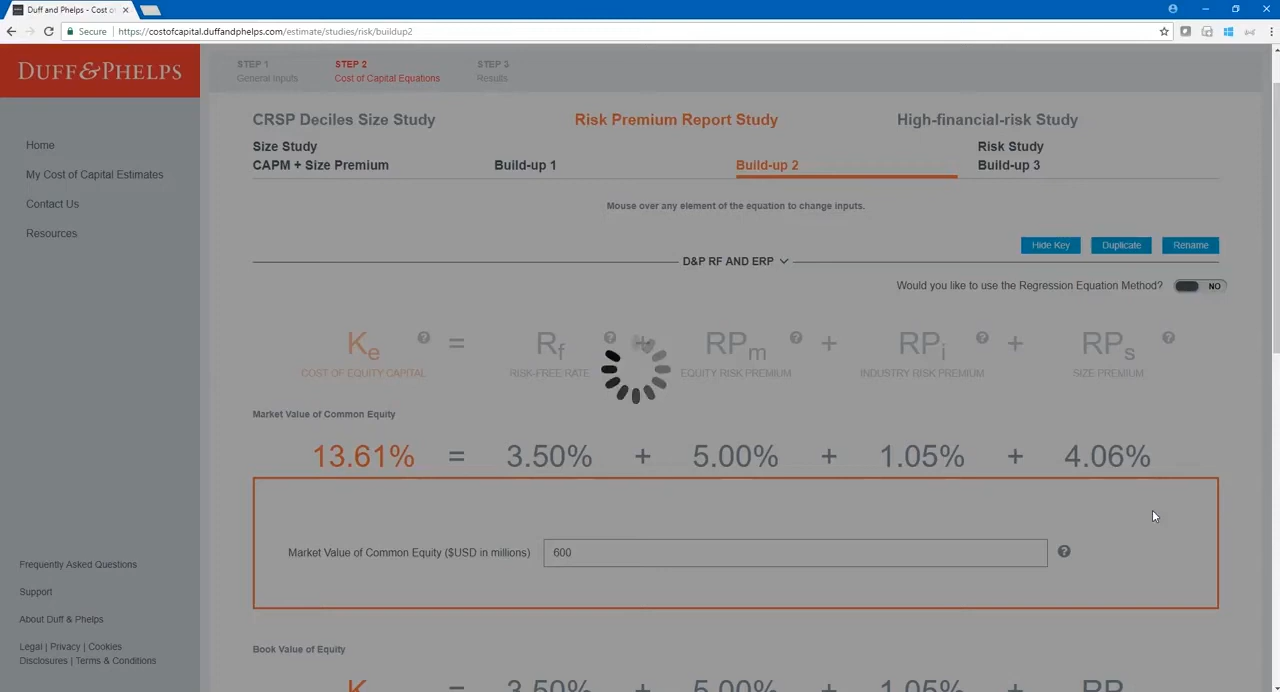 Duff and Phelps - Cost o
Secure https://costofcapital.duffandphelps.com/estimate/studies/risk/buildup2
DUFF&PHELPS
STEP 1 STEP 2 STEP 3
General Inputs Cost of Capital Equations Results
CRSP Deciles Size Study Risk Premium Report Study High-financial-risk Study
Size Study Risk Study
CAPM + Size Premium Build-up 1 Build-up 2 Build-up 3
Home
My Cost of Capital Estimates
Contact Us
Resources
Mouse over any element of the equation to change inputs.
Hide Key Duplicate Rename
D&P RF AND ERP
Would you like to use the Regression Equation Method? NO
Ke ? = Rf ? + RPm ? + RPi ? + RPs ?
COST OF EQUITY CAPITAL RISK-FREE RATE EQUITY RISK PREMIUM INDUSTRY RISK PREMIUM SIZE PREMIUM
Market Value of Common Equity
13.61% = 3.50% + 5.00% + 1.05% + 4.06%
Market Value of Common Equity ($USD in millions) 600 ?
Book Value of Equity
K = 3.50% + 5.00% + 1.05% + RP
Frequently Asked Questions
Support
About Duff & Phelps
Legal | Privacy | Cookies
Disclosures | Terms & Conditions